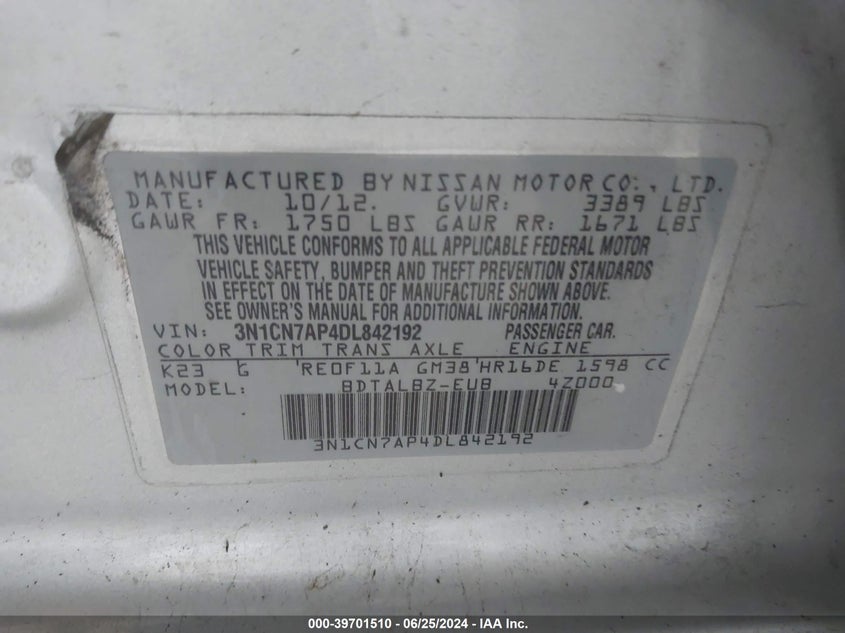 MANUFACTURED BY NISSAN MOTOR CO., LTD.
DATE: 10/12. GVWR: 3389 LBS
GAWR FR: 1750 LBS GAWR RR: 1671 LBS
THIS VEHICLE CONFORMS TO ALL APPLICABLE FEDERAL MOTOR
VEHICLE SAFETY, BUMPER AND THEFT PREVENTION STANDARDS
IN EFFECT ON THE DATE OF MANUFACTURE SHOWN ABOVE.
SEE OWNER'S MANUAL FOR ADDITIONAL INFORMATION.
VIN: 3N1CN7AP4DL842192 PASSENGER CAR.
COLOR TRIM TRANS AXLE ENGINE
K23 G 'RE0F11A GM38'HR16DE 1598 CC
MODEL: BDTALBZ-EUB 4Z000
3N1CN7AP4DL842192
000-39701510 / 06/25/2024 - IAA Inc.